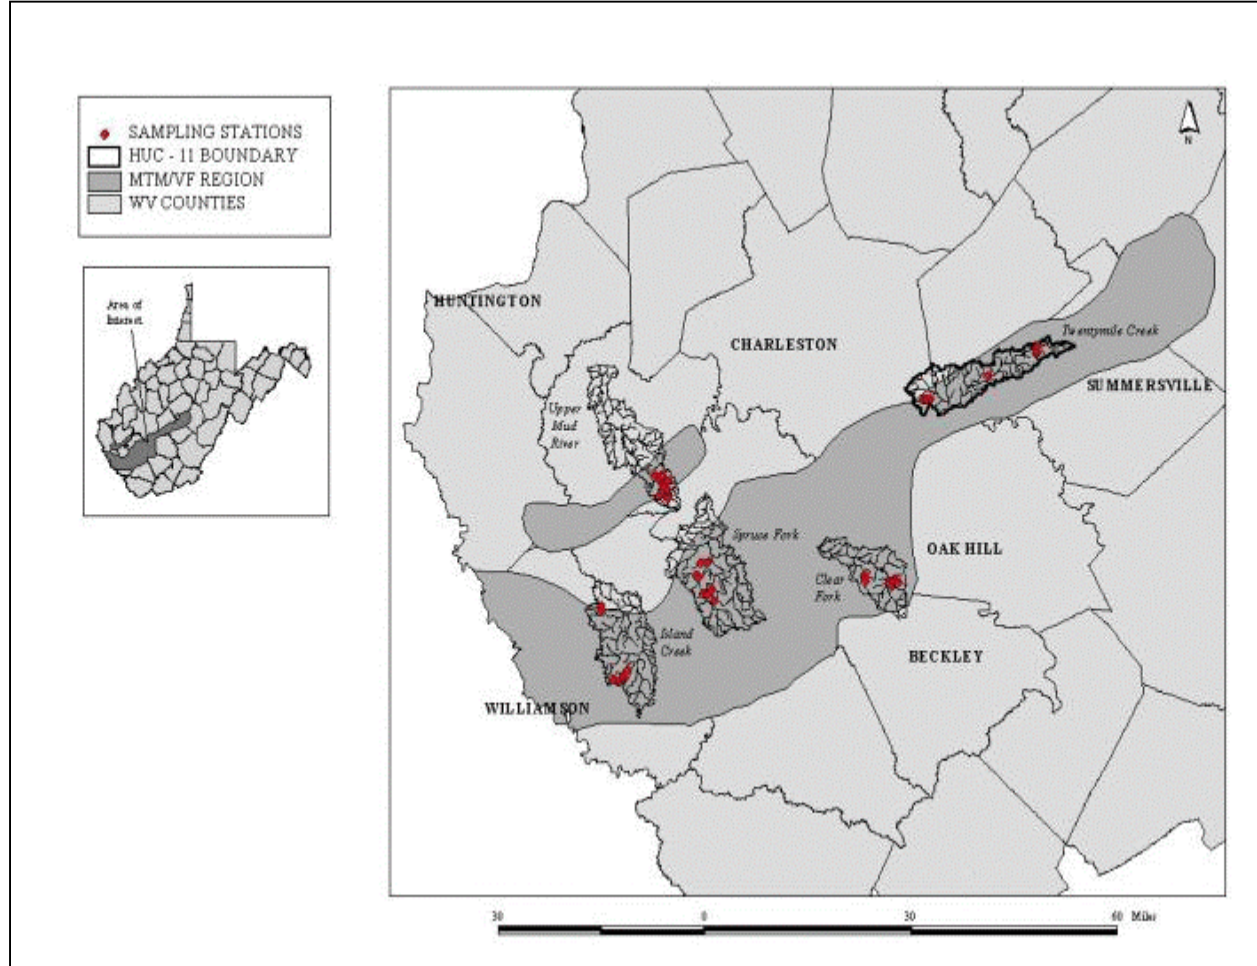 SAMPLING STATIONS
HUC - 11 BOUNDARY
MTM/VF REGION
WV COUNTIES
Area of
Interest
N
HUNTINGTON
CHARLESTON
Twentymile Creek
SUMMERSVILLE
Upper
Mud
River
Spruce Fork
OAK HILL
Clear
Fork
Island
Creek
BECKLEY
WILLIAMSON
30 0 30 60 Miles